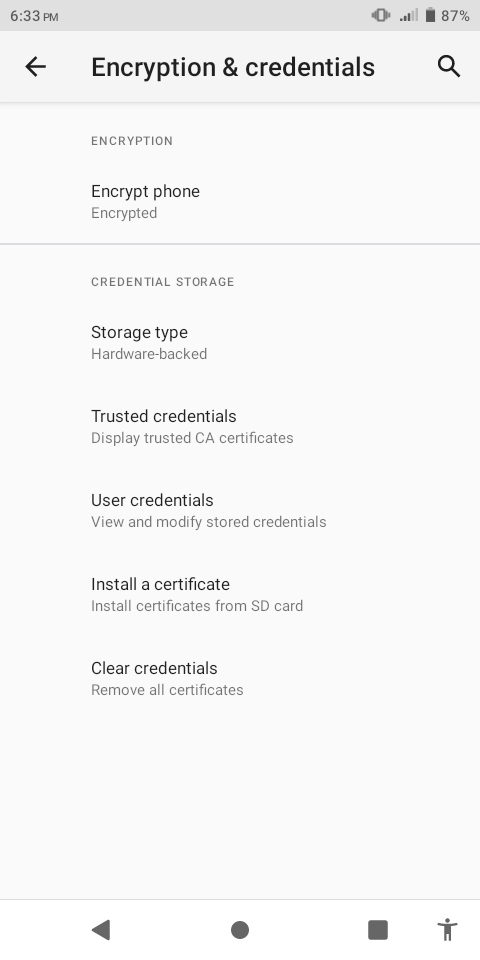 6:33 PM 87%
Encryption & credentials
ENCRYPTION
Encrypt phone
Encrypted
CREDENTIAL STORAGE
Storage type
Hardware-backed
Trusted credentials
Display trusted CA certificates
User credentials
View and modify stored credentials
Install a certificate
Install certificates from SD card
Clear credentials
Remove all certificates